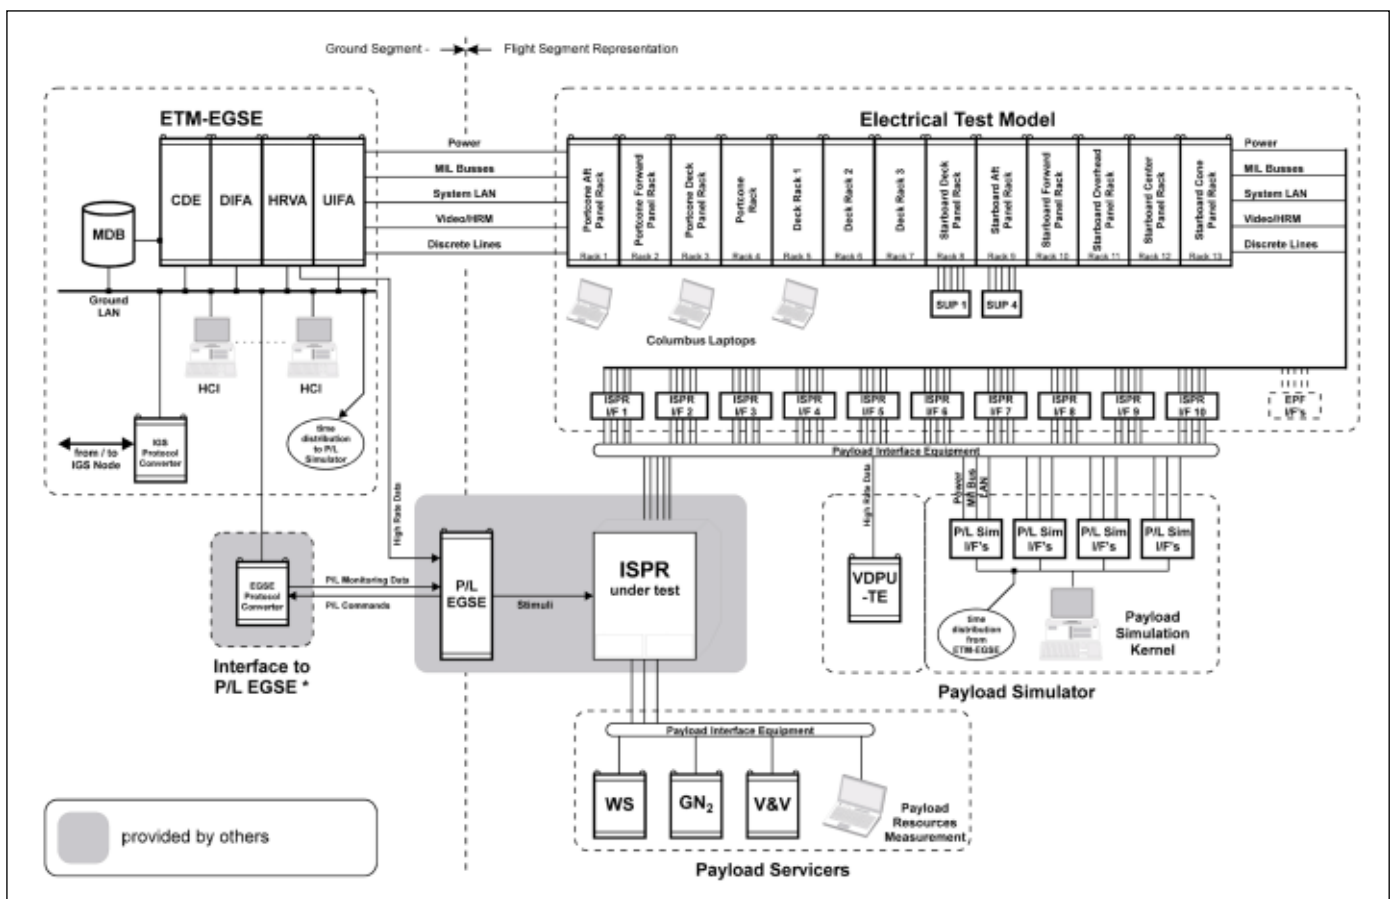 Ground Segment -
Flight Segment Representation
ETM-EGSE
CDE
DIFA
HRVA
UIFA
MDB
Ground
LAN
HCI
HCI
from / to
IGS Node
IGS
Protocol
Converter
time
distribution
to P/L
Simulator
Power
MIL Busses
System LAN
Video/HRM
Discrete Lines
Electrical Test Model
Portcone Aft
Panel Rack
Rack 1
Portcone Forward
Panel Rack
Rack 2
Portcone Deck
Panel Rack
Rack 3
Portcone
Rack
Rack 4
Deck Rack 1
Rack 5
Deck Rack 2
Rack 6
Deck Rack 3
Rack 7
Starboard Deck
Panel Rack
Rack 8
Starboard Aft
Panel Rack
Rack 9
Starboard Forward
Panel Rack
Rack 10
Starboard Overhead
Panel Rack
Rack 11
Starboard Center
Panel Rack
Rack 12
Starboard Cone
Panel Rack
Rack 13
Power
MIL Busses
System LAN
Video/HRM
Discrete Lines
SUP 1
SUP 4
Columbus Laptops
ISPR
I/F 1
ISPR
I/F 2
ISPR
I/F 3
ISPR
I/F 4
ISPR
I/F 5
ISPR
I/F 6
ISPR
I/F 7
ISPR
I/F 8
ISPR
I/F 9
ISPR
I/F 10
EPF
I/F's
Payload Interface Equipment
High Rate Data
High Rate Data
Power
Mil Bus
LAN
EGSE
Protocol
Converter
P/L Monitoring Data
P/L Commands
P/L
EGSE
Stimuli
ISPR
under test
Interface to
P/L EGSE *
VDPU
-TE
P/L Sim
I/F's
P/L Sim
I/F's
P/L Sim
I/F's
P/L Sim
I/F's
time
distribution
from
ETM-EGSE
Payload
Simulation
Kernel
Payload Simulator
Payload Interface Equipment
WS
GN₂
V&V
Payload
Resources
Measurement
Payload Servicers
provided by others